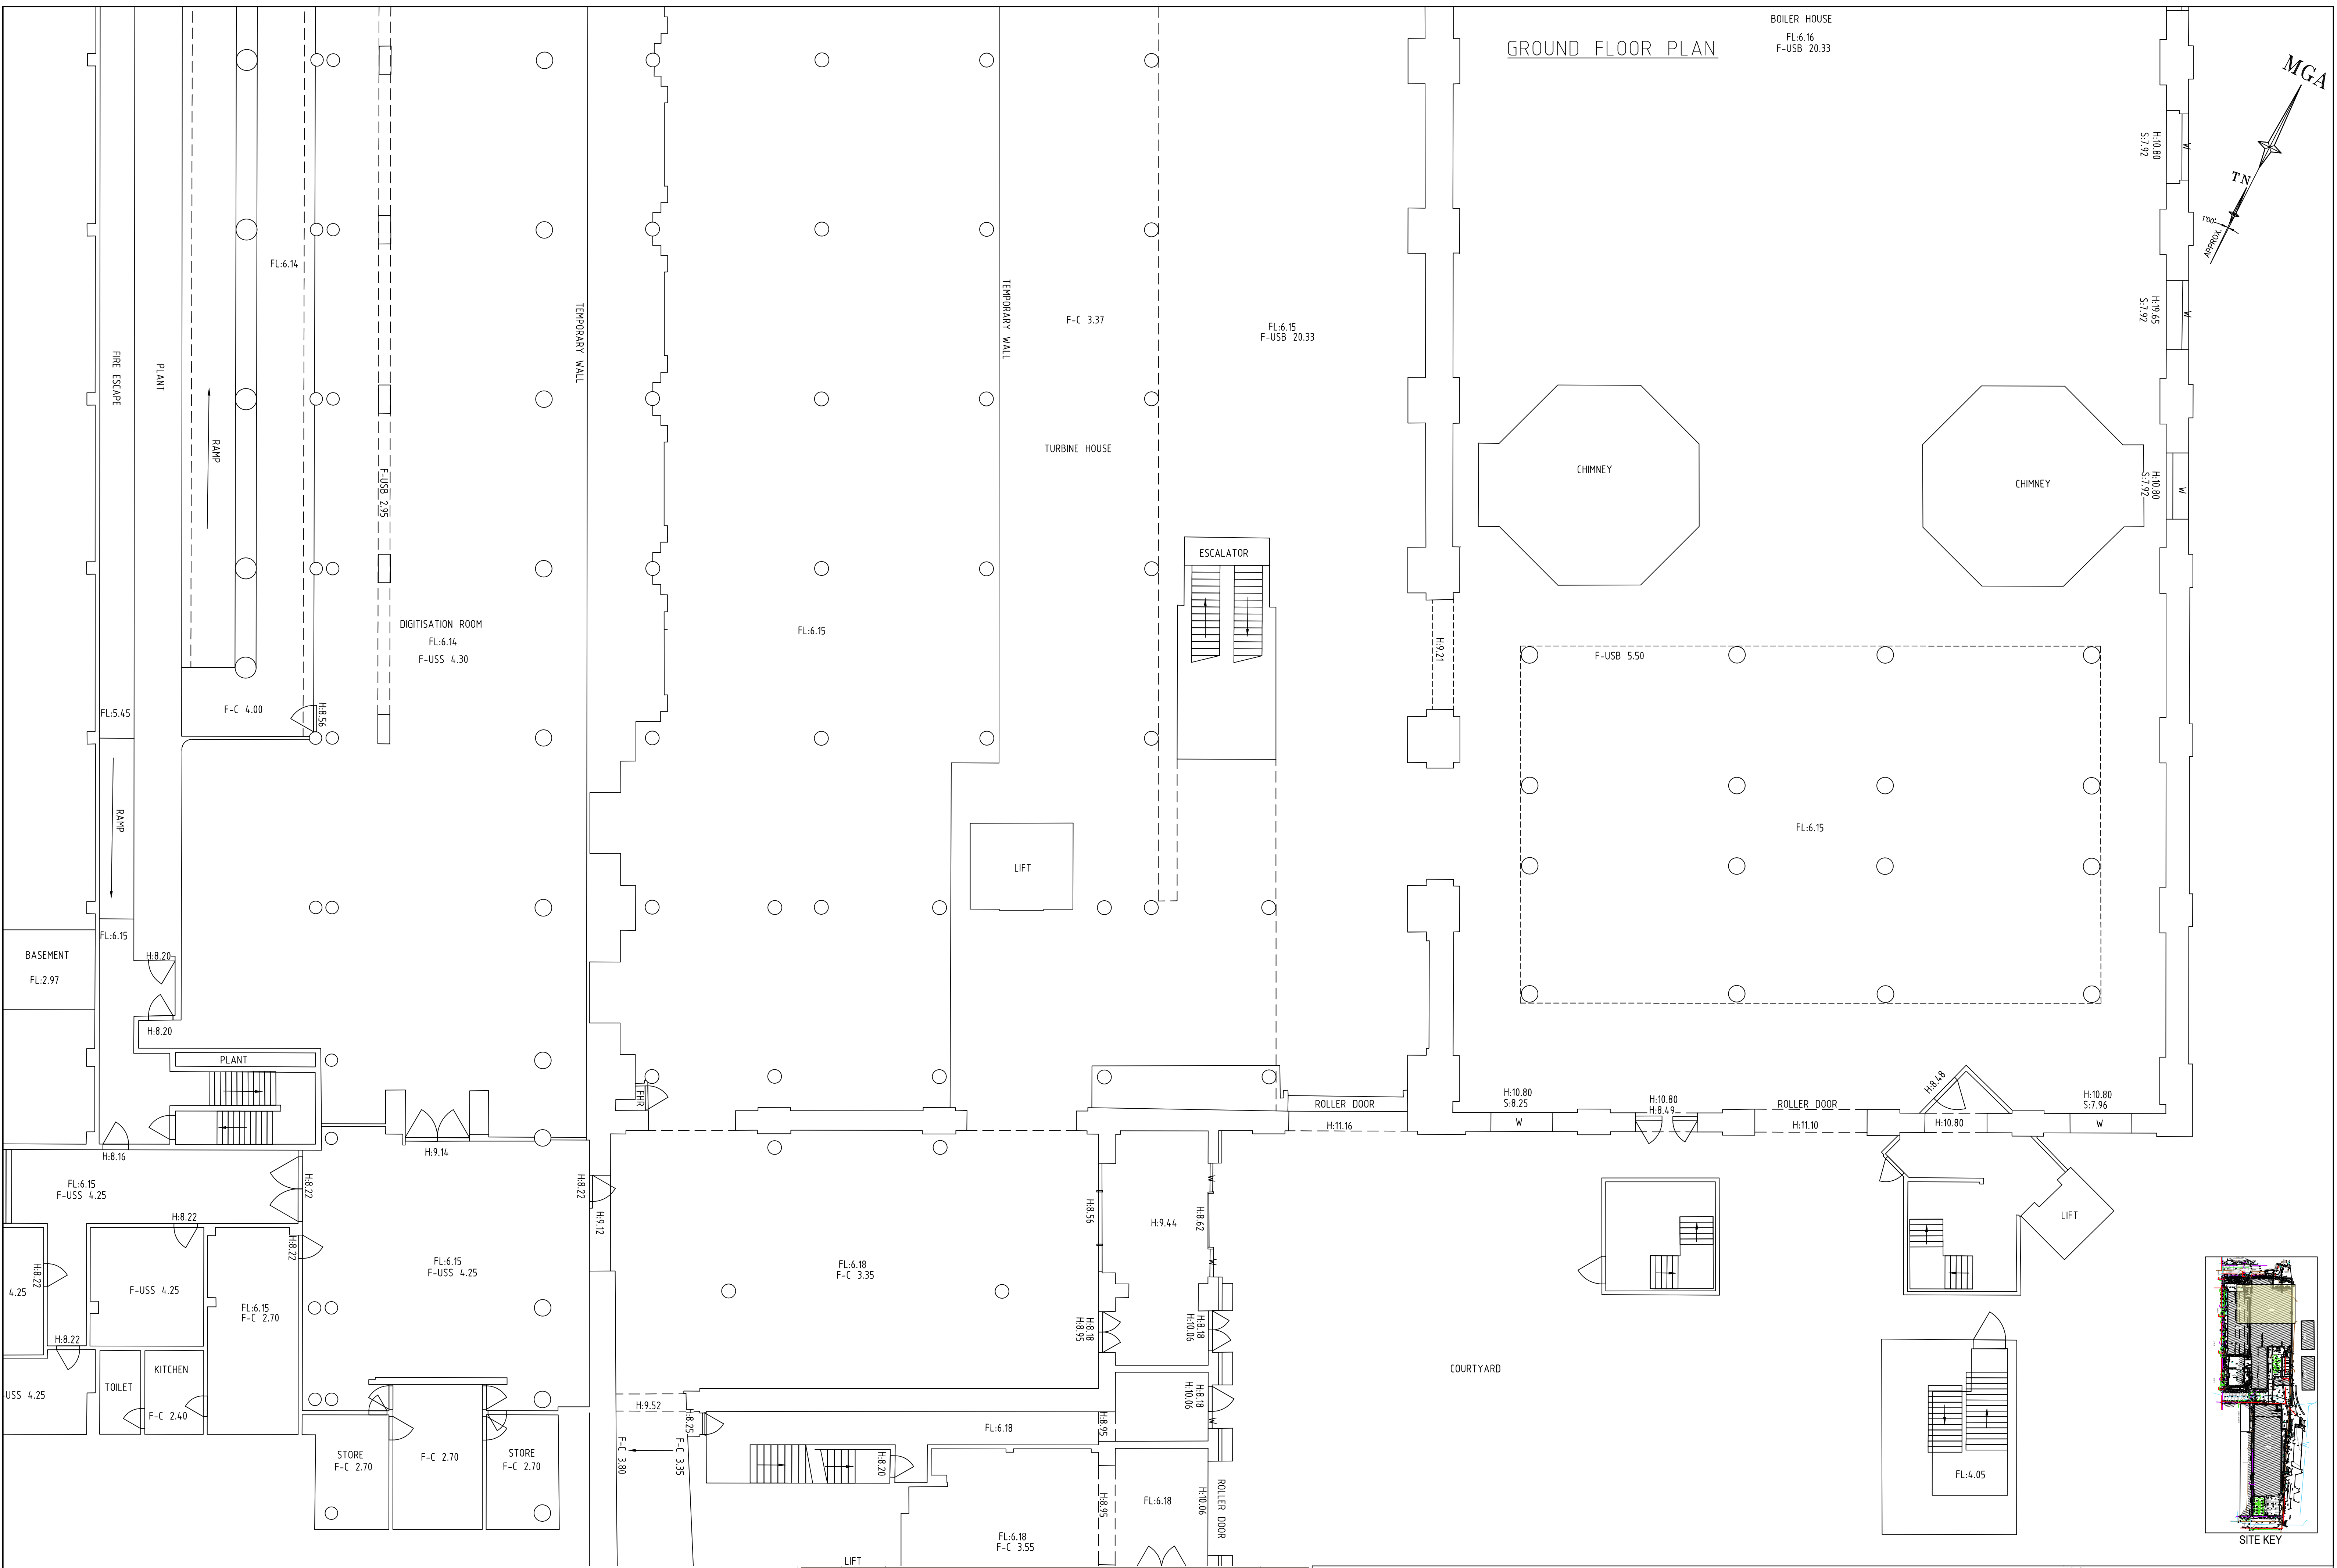 BOILER HOUSE
FL:6.16
F-USB 20.33
GROUND FLOOR PLAN
MGA
TN
1°00'
APPROX.
H:10.80
S:7.92
W
FL:6.14
H:19.65
S:7.92
W
TEMPORARY WALL
TEMPORARY WALL
F-C 3.37
FL:6.15
F-USB 20.33
FIRE ESCAPE
PLANT
RAMP
TURBINE HOUSE
CHIMNEY
CHIMNEY
H:10.80
S:7.92
W
F-USB 2.95
ESCALATOR
DIGITISATION ROOM
FL:6.14
F-USS 4.30
FL:6.15
H:9.21
F-USB 5.50
FL:5.45
F-C 4.00
H:8.56
RAMP
FL:6.15
LIFT
FL:6.15
BASEMENT
FL:2.97
H:8.20
H:8.20
PLANT
FHR
ROLLER DOOR
H:11.16
H:10.80
S:8.25
W
H:10.80
H:8.49
ROLLER DOOR
H:11.10
H:8.48
H:10.80
H:10.80
S:7.96
W
H:8.16
H:9.14
FL:6.15
F-USS 4.25
H:8.22
H:8.22
H:9.12
H:8.56
H:9.44
W
H:8.62
W
LIFT
H:8.22
H:8.22
H:8.22
4.25
F-USS 4.25
FL:6.15
F-C 2.70
FL:6.15
F-USS 4.25
FL:6.18
F-C 3.35
H:8.18
H:8.95
H:8.18
H:10.06
H:8.22
USS 4.25
TOILET
KITCHEN
F-C 2.40
COURTYARD
H:8.18
H:10.06
W
H:9.52
H:8.25
FL:6.18
H:8.95
STORE
F-C 2.70
F-C 2.70
STORE
F-C 2.70
F-C 3.80
F-C 3.35
H:8.20
FL:4.05
FL:6.18
H:8.95
H:10.06
ROLLER DOOR
FL:6.18
F-C 3.55
LIFT
SITE KEY